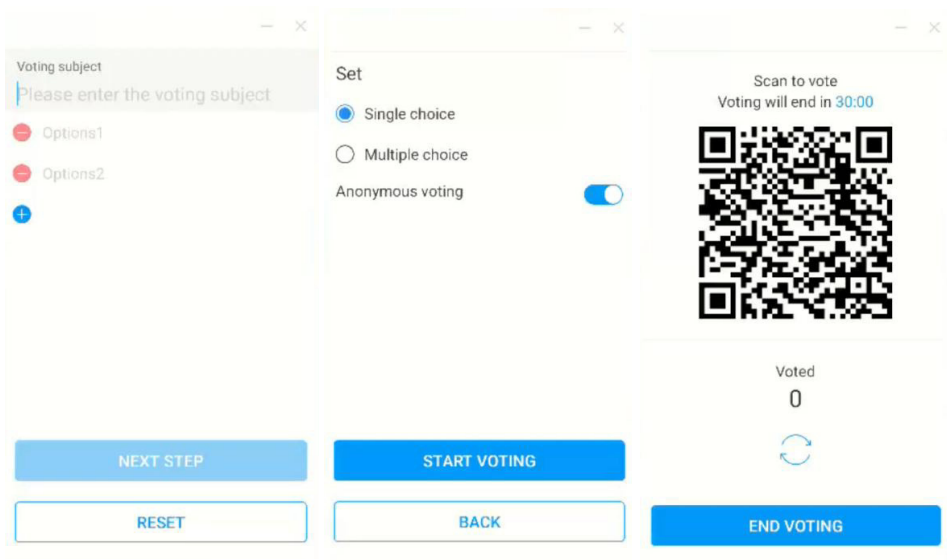 Voting subject
Please enter the voting subject
Options1
Options2
NEXT STEP
RESET
Set
Single choice
Multiple choice
Anonymous voting
START VOTING
BACK
Scan to vote
Voting will end in 30:00
Voted
0
END VOTING